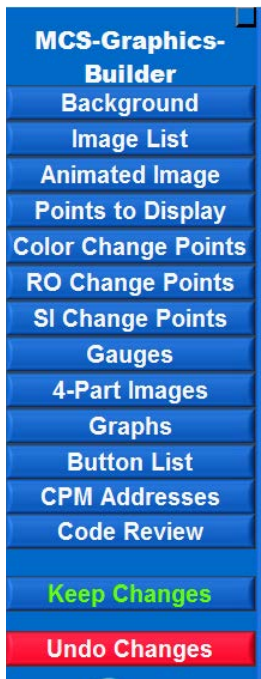 MCS-Graphics-
Builder
Background
Image List
Animated Image
Points to Display
Color Change Points
RO Change Points
SI Change Points
Gauges
4-Part Images
Graphs
Button List
CPM Addresses
Code Review
Keep Changes
Undo Changes